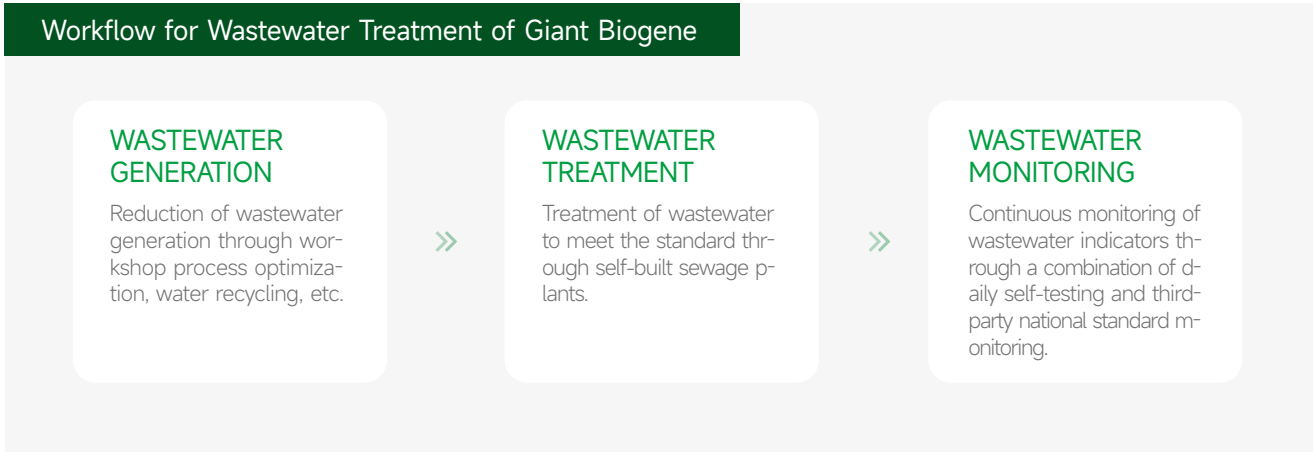 Workflow for Wastewater Treatment of Giant Biogene
WASTEWATER
GENERATION
Reduction of wastewater
generation through wor-
kshop process optimiza-
tion, water recycling, etc.
WASTEWATER
TREATMENT
Treatment of wastewater
to meet the standard thr-
ough self-built sewage p-
lants.
WASTEWATER
MONITORING
Continuous monitoring of
wastewater indicators th-
rough a combination of d-
aily self-testing and third-
party national standard m-
onitoring.